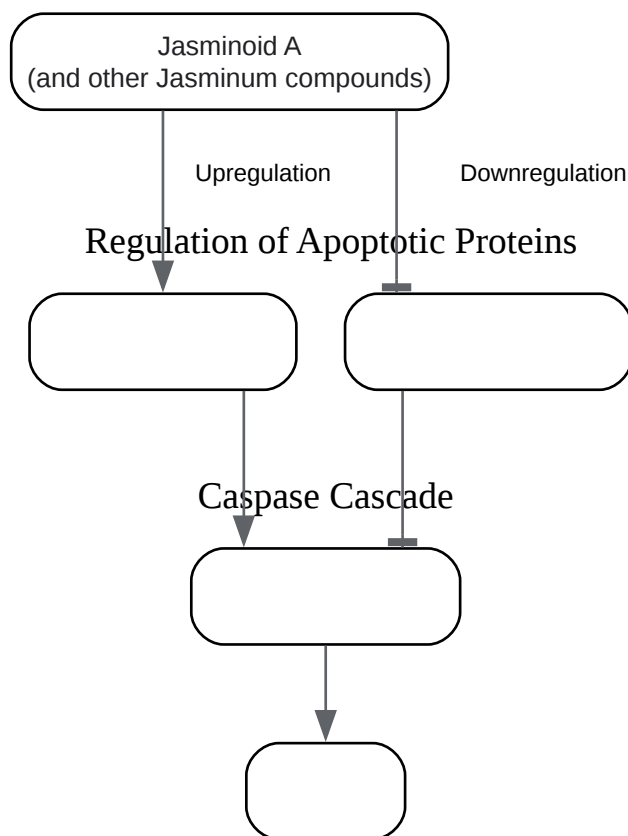 Jasminoid A
(and other Jasminum compounds)
Upregulation
Downregulation
Regulation of Apoptotic Proteins
Caspase Cascade